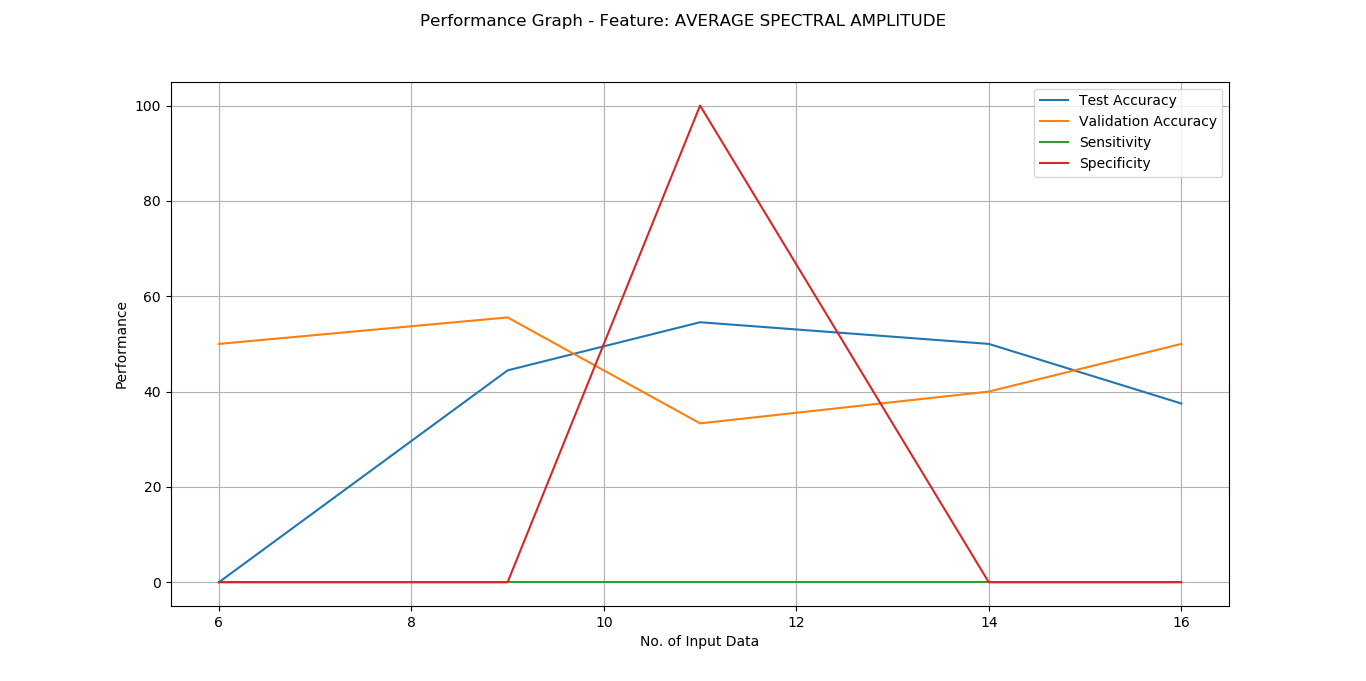 Performance Graph - Feature: AVERAGE SPECTRAL AMPLITUDE
100
80
60
40
20
0
Performance
Test Accuracy
Validation Accuracy
Sensitivity
Specificity
6 8 10 12 14 16
No. of Input Data